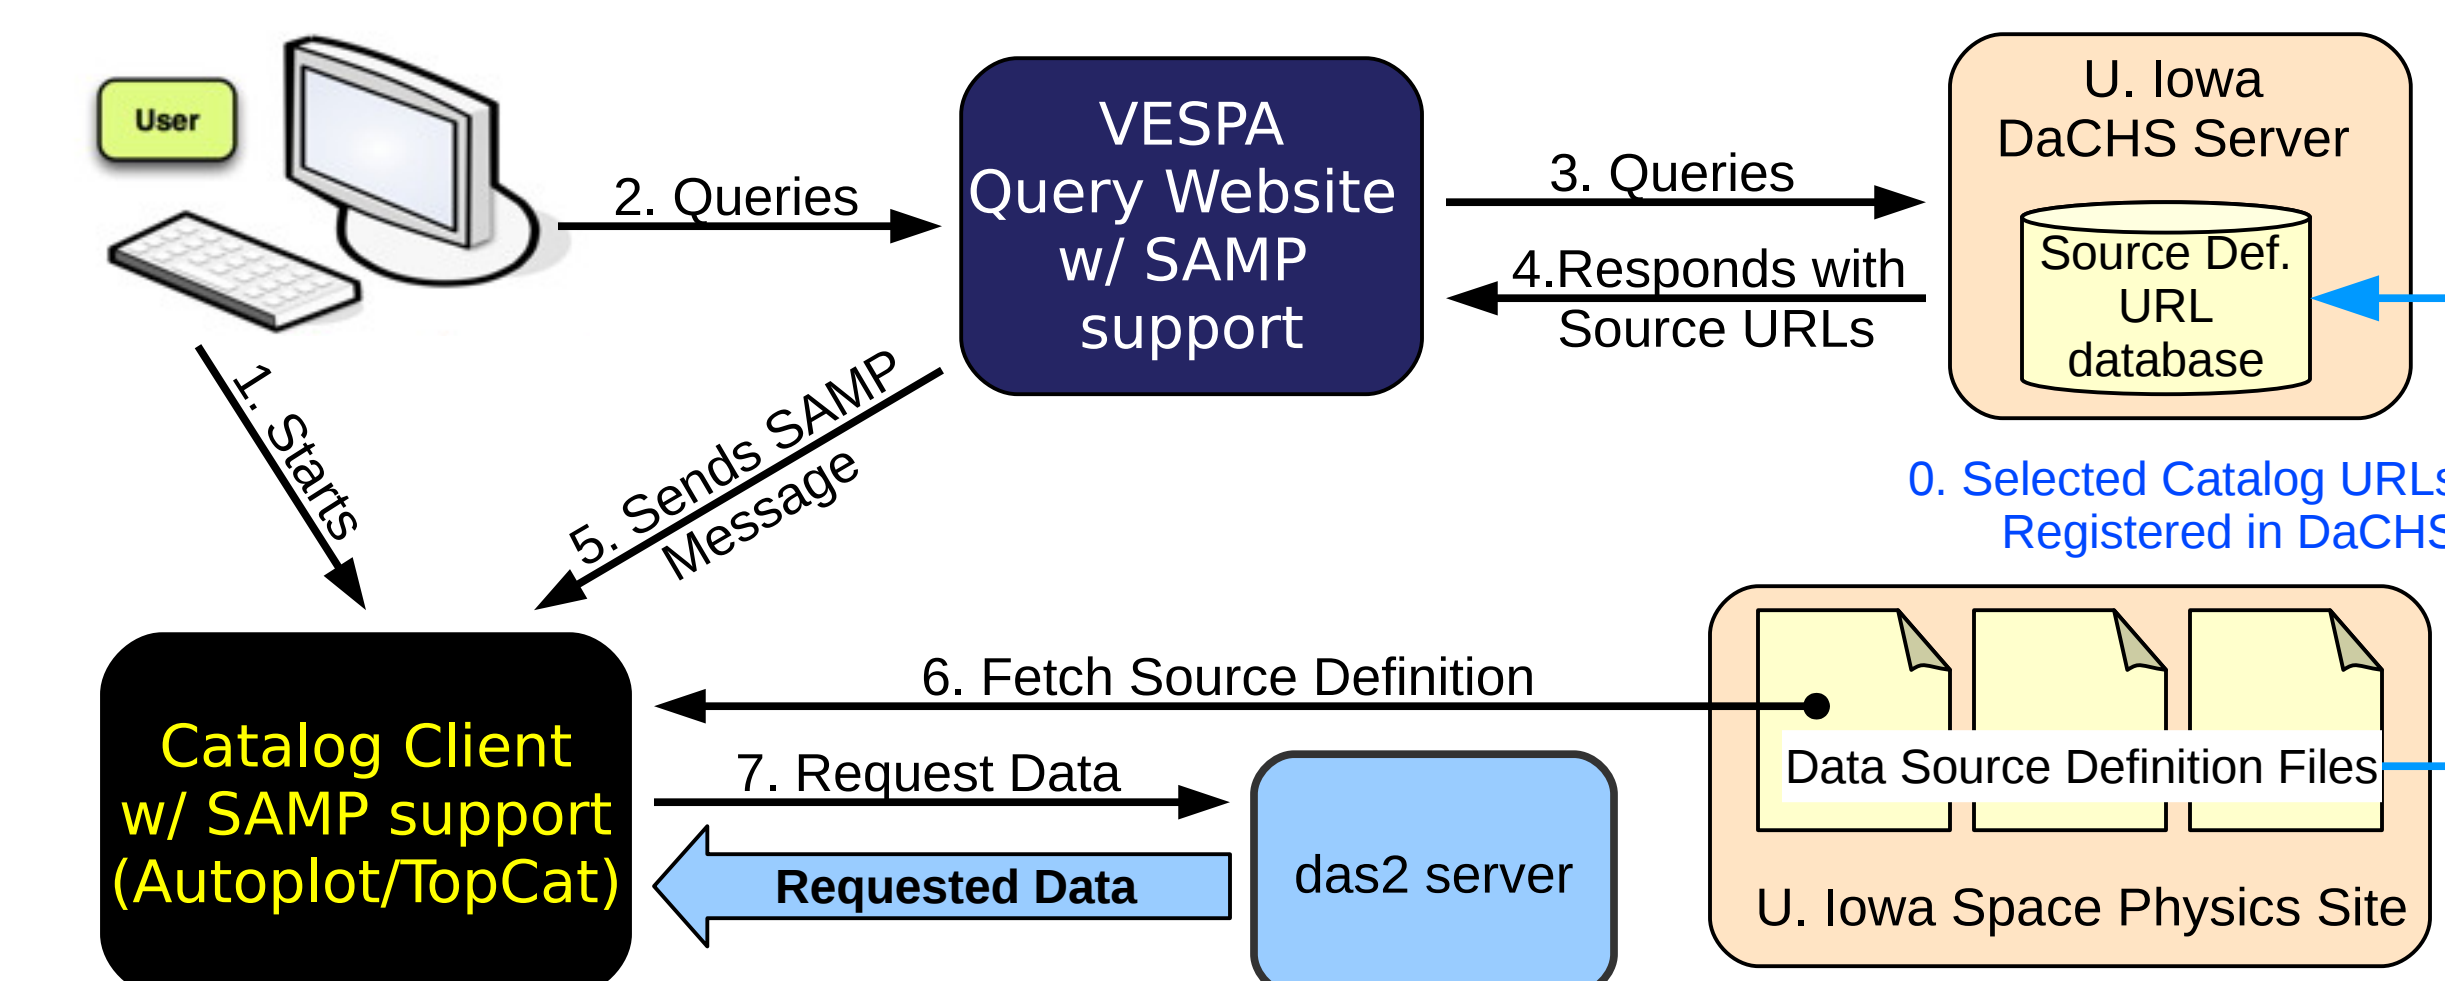 User
2. Queries
VESPA
Query Website
w/ SAMP
support
3. Queries
4.Responds with
Source URLs
U. Iowa
DaCHS Server
Source Def.
URL
database
1. Starts
5. Sends SAMP
Message
0. Selected Catalog URLs
Registered in DaCHS
6. Fetch Source Definition
7. Request Data
Requested Data
Catalog Client
w/ SAMP support
(Autoplot/TopCat)
das2 server
Data Source Definition Files
U. Iowa Space Physics Site